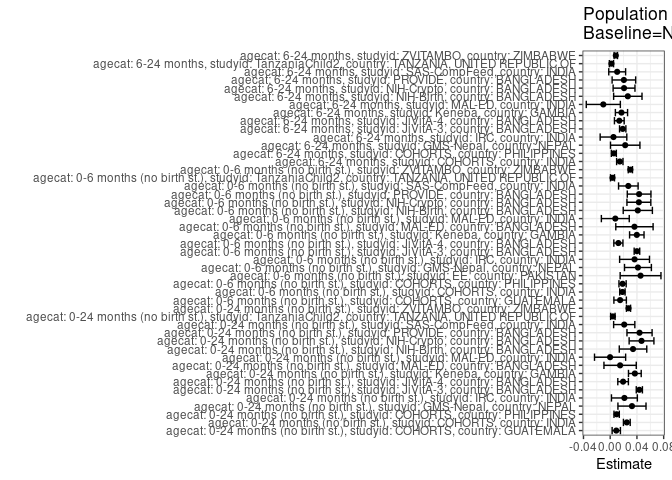 Population
Baseline=N
agecat: 6-24 months, studyid: ZVITAMBO, country: ZIMBABWE
agecat: 6-24 months, studyid: TanzaniaChild2, country: TANZANIA, UNITED REPUBLIC OF
agecat: 6-24 months, studyid: SAS-CompFeed, country: INDIA
agecat: 6-24 months, studyid: PROVIDE, country: BANGLADESH
agecat: 6-24 months, studyid: NIH-Crypto, country: BANGLADESH
agecat: 6-24 months, studyid: NIH-Birth, country: BANGLADESH
agecat: 6-24 months, studyid: MAL-ED, country: INDIA
agecat: 6-24 months, studyid: Keneba, country: GAMBIA
agecat: 6-24 months, studyid: JiVitA-4, country: BANGLADESH
agecat: 6-24 months, studyid: JiVitA-3, country: BANGLADESH
agecat: 6-24 months, studyid: IRC, country: INDIA
agecat: 6-24 months, studyid: GMS-Nepal, country: NEPAL
agecat: 6-24 months, studyid: COHORTS, country: PHILIPPINES
agecat: 6-24 months, studyid: COHORTS, country: INDIA
agecat: 0-6 months (no birth st.), studyid: ZVITAMBO, country: ZIMBABWE
agecat: 0-6 months (no birth st.), studyid: TanzaniaChild2, country: TANZANIA, UNITED REPUBLIC OF
agecat: 0-6 months (no birth st.), studyid: SAS-CompFeed, country: INDIA
agecat: 0-6 months (no birth st.), studyid: PROVIDE, country: BANGLADESH
agecat: 0-6 months (no birth st.), studyid: NIH-Crypto, country: BANGLADESH
agecat: 0-6 months (no birth st.), studyid: NIH-Birth, country: BANGLADESH
agecat: 0-6 months (no birth st.), studyid: MAL-ED, country: INDIA
agecat: 0-6 months (no birth st.), studyid: MAL-ED, country: BANGLADESH
agecat: 0-6 months (no birth st.), studyid: Keneba, country: GAMBIA
agecat: 0-6 months (no birth st.), studyid: JiVitA-4, country: BANGLADESH
agecat: 0-6 months (no birth st.), studyid: JiVitA-3, country: BANGLADESH
agecat: 0-6 months (no birth st.), studyid: IRC, country: INDIA
agecat: 0-6 months (no birth st.), studyid: GMS-Nepal, country: NEPAL
agecat: 0-6 months (no birth st.), studyid: EE, country: PAKISTAN
agecat: 0-6 months (no birth st.), studyid: COHORTS, country: PHILIPPINES
agecat: 0-6 months (no birth st.), studyid: COHORTS, country: INDIA
agecat: 0-6 months (no birth st.), studyid: COHORTS, country: GUATEMALA
agecat: 0-24 months (no birth st.), studyid: ZVITAMBO, country: ZIMBABWE
agecat: 0-24 months (no birth st.), studyid: TanzaniaChild2, country: TANZANIA, UNITED REPUBLIC OF
agecat: 0-24 months (no birth st.), studyid: SAS-CompFeed, country: INDIA
agecat: 0-24 months (no birth st.), studyid: PROVIDE, country: BANGLADESH
agecat: 0-24 months (no birth st.), studyid: NIH-Crypto, country: BANGLADESH
agecat: 0-24 months (no birth st.), studyid: NIH-Birth, country: BANGLADESH
agecat: 0-24 months (no birth st.), studyid: MAL-ED, country: INDIA
agecat: 0-24 months (no birth st.), studyid: MAL-ED, country: BANGLADESH
agecat: 0-24 months (no birth st.), studyid: Keneba, country: GAMBIA
agecat: 0-24 months (no birth st.), studyid: JiVitA-4, country: BANGLADESH
agecat: 0-24 months (no birth st.), studyid: JiVitA-3, country: BANGLADESH
agecat: 0-24 months (no birth st.), studyid: IRC, country: INDIA
agecat: 0-24 months (no birth st.), studyid: GMS-Nepal, country: NEPAL
agecat: 0-24 months (no birth st.), studyid: COHORTS, country: PHILIPPINES
agecat: 0-24 months (no birth st.), studyid: COHORTS, country: INDIA
agecat: 0-24 months (no birth st.), studyid: COHORTS, country: GUATEMALA
-0.04 0.00 0.04 0.08
Estimate